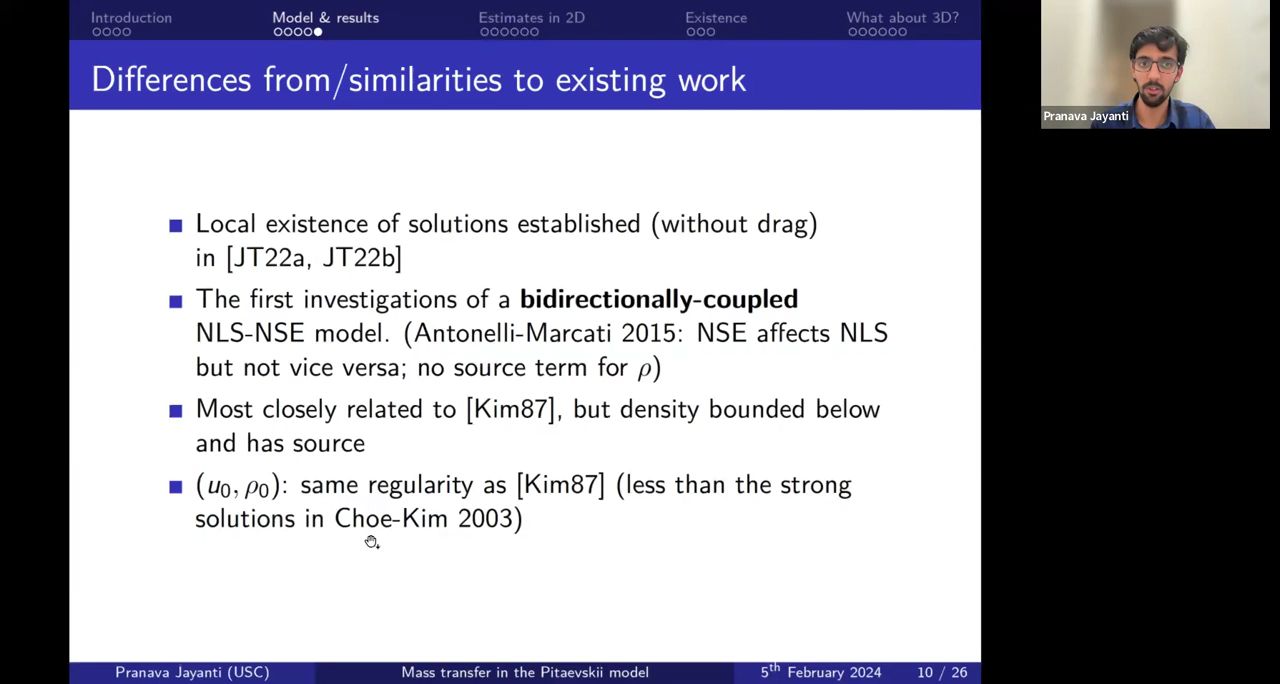 Introduction Model & results Estimates in 2D Existence What about 3D?
Differences from/similarities to existing work
Local existence of solutions established (without drag)
in [JT22a, JT22b]
The first investigations of a bidirectionally-coupled
NLS-NSE model. (Antonelli-Marcati 2015: NSE affects NLS
but not vice versa; no source term for ρ)
Most closely related to [Kim87], but density bounded below
and has source
(u₀, ρ₀): same regularity as [Kim87] (less than the strong
solutions in Choe-Kim 2003)
Pranava Jayanti (USC) Mass transfer in the Pitaevskii model 5th February 2024 10 / 26
Pranava Jayanti